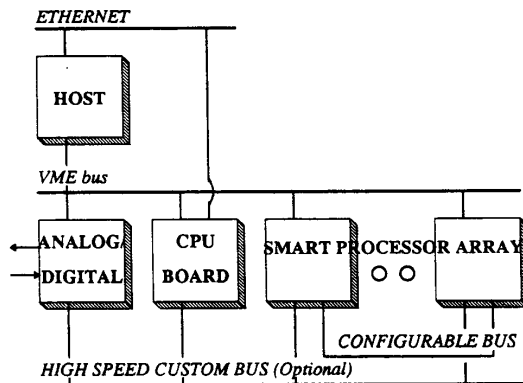 ETHERNET
HOST
VME bus
ANALOG/
DIGITAL
CPU
BOARD
SMART PROCESSOR ARRAY
CONFIGURABLE BUS
HIGH SPEED CUSTOM BUS (Optional)